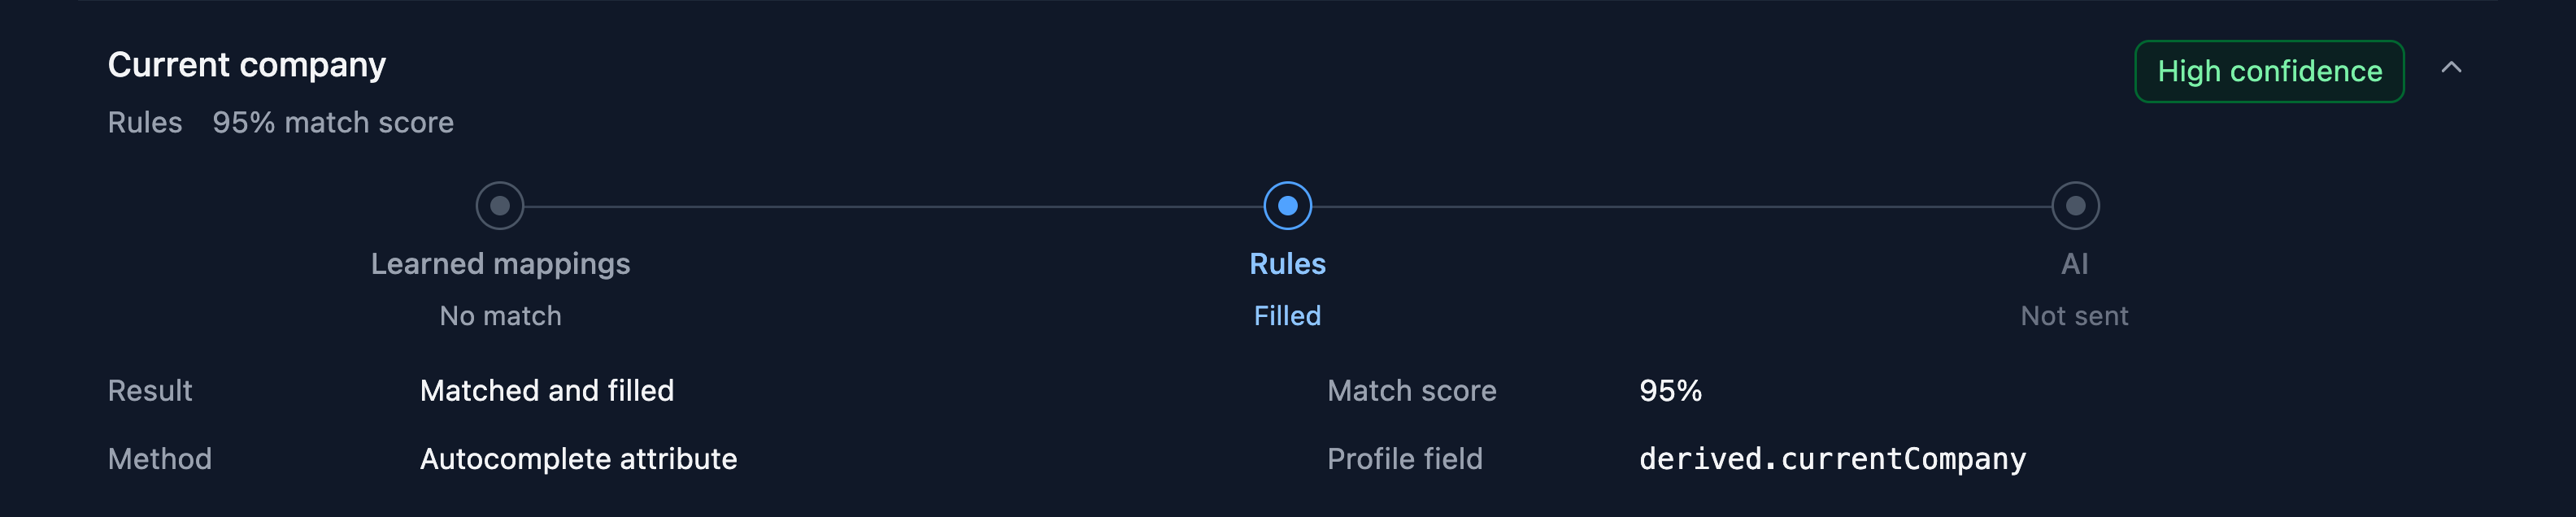 Current company
High confidence
Rules 95% match score
Learned mappings
No match
Rules
Filled
AI
Not sent
Result Matched and filled Match score 95%
Method Autocomplete attribute Profile field derived.currentCompany